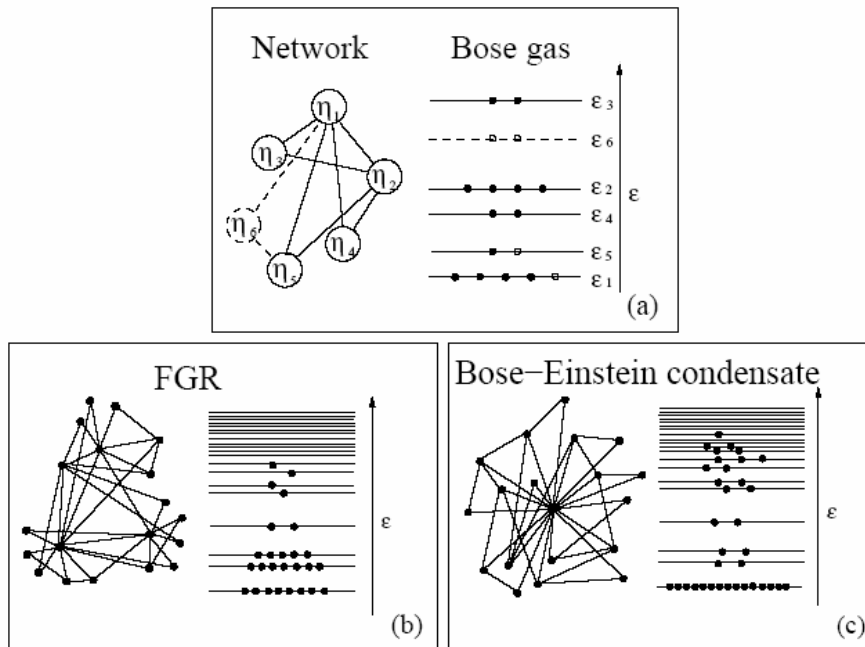 Network Bose gas
η₁
η₃
η₂
η₆
η₄
η₅
ε₃
ε₆
ε₂
ε
ε₄
ε₅
ε₁
(a)
FGR
ε
(b)
Bose−Einstein condensate
ε
(c)